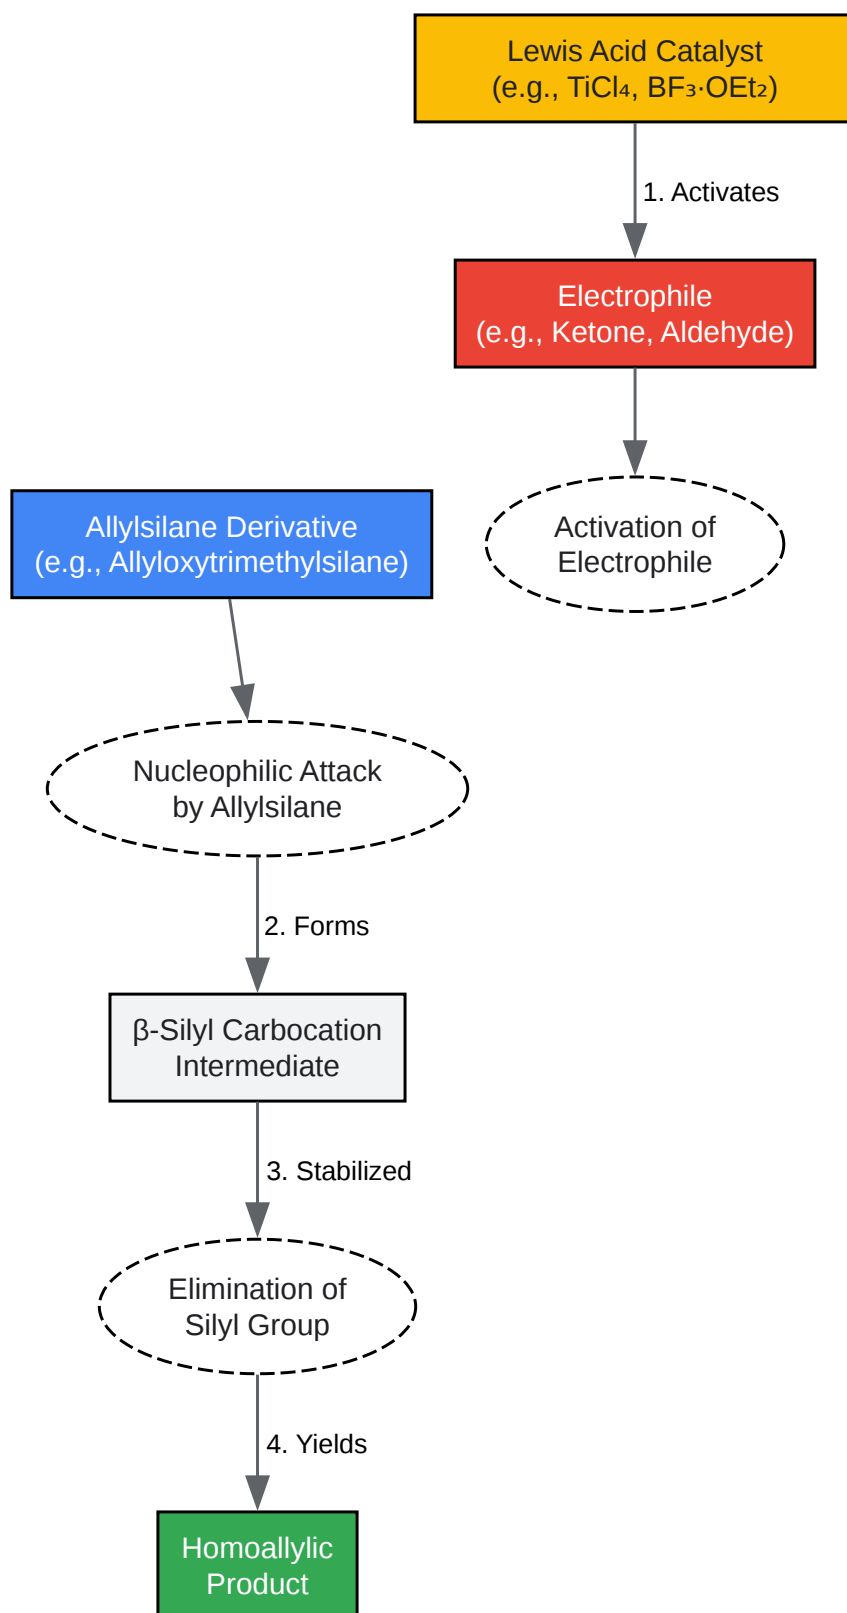 Lewis Acid Catalyst
(e.g., TiCl₄, BF₃·OEt₂)
1. Activates
Electrophile
(e.g., Ketone, Aldehyde)
Activation of
Electrophile
Allylsilane Derivative
(e.g., Allyloxytrimethylsilane)
Nucleophilic Attack
by Allylsilane
2. Forms
β-Silyl Carbocation
Intermediate
3. Stabilized
Elimination of
Silyl Group
4. Yields
Homoallylic
Product